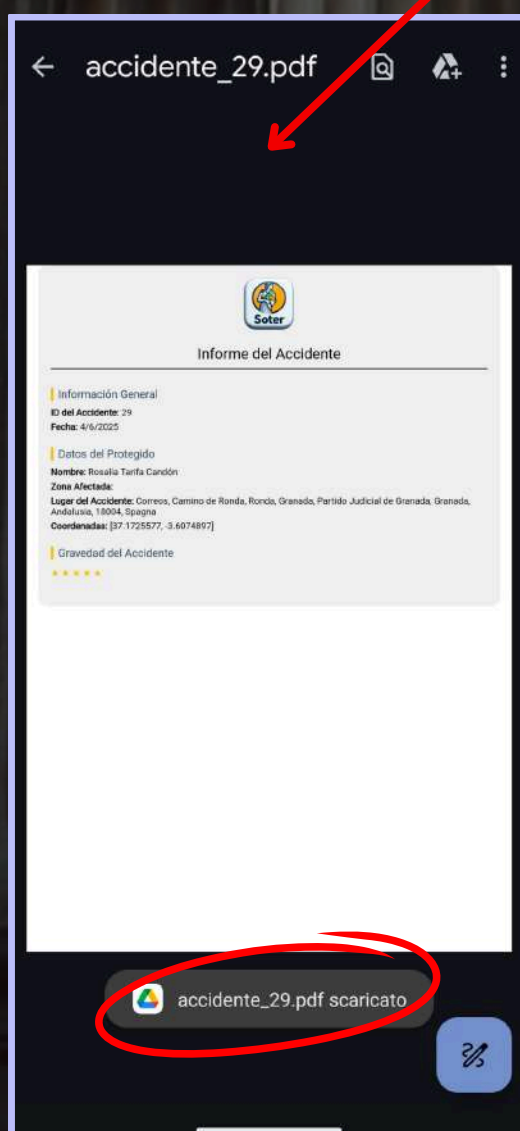 accidente_29.pdf
Soter
Informe del Accidente
Información General
ID del Accidente: 29
Fecha: 4/6/2025
Datos del Protegido
Nombre: Rosalía Tarifa Candón
Zona Afectada:
Lugar del Accidente: Correos, Camino de Ronda, Ronda, Granada, Partido Judicial de Granada, Granada,
Andalusia, 18004, Spagna
Coordenadas: [37.1725577, -3.6074897]
Gravedad del Accidente
accidente_29.pdf scaricato